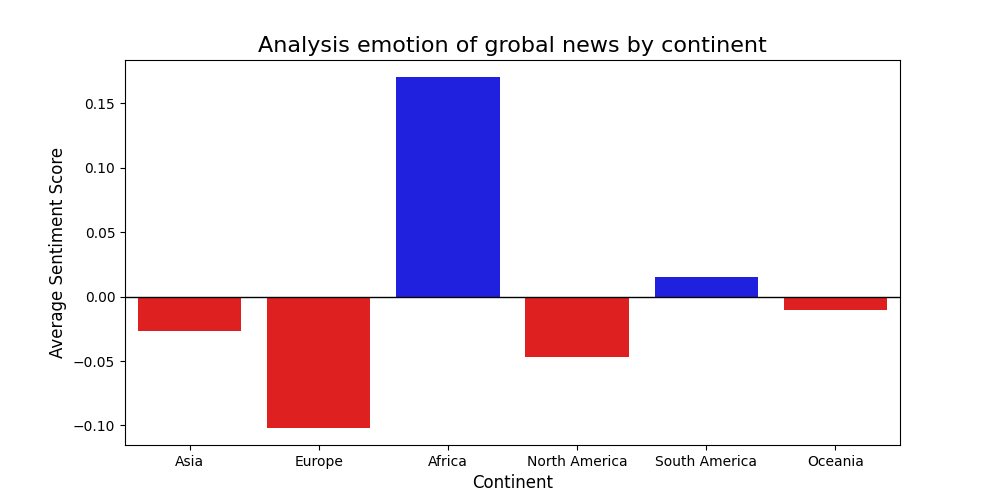 Analysis emotion of grobal news by continent
Average Sentiment Score
0.15
0.10
0.05
0.00
−0.05
−0.10
Asia Europe Africa North America South America Oceania
Continent